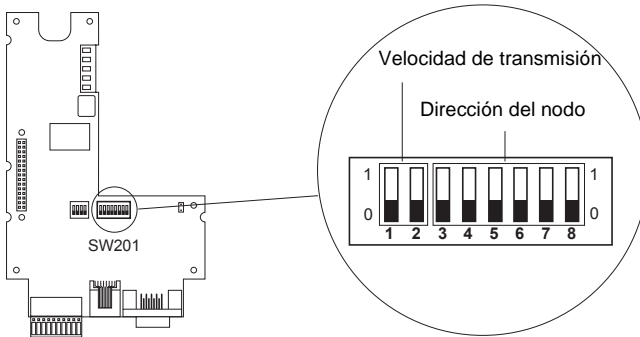 Velocidad de transmisión
Dirección del nodo
1 1
0 0
1 2 3 4 5 6 7 8
SW201